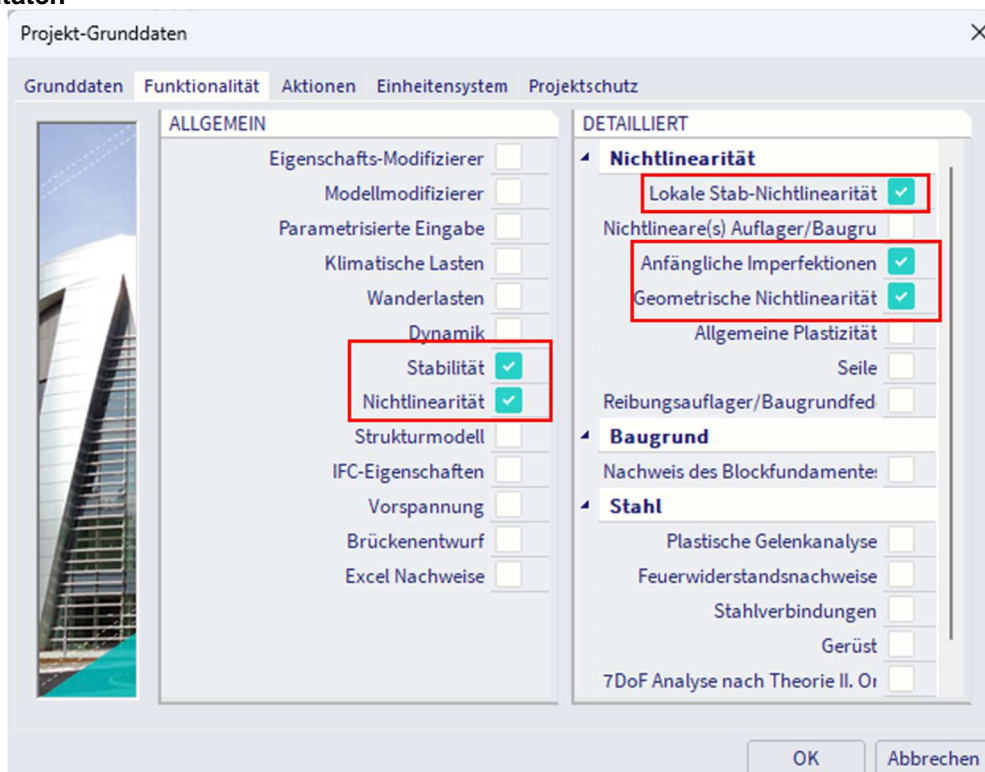 Projekt-Grunddaten
Grunddaten Funktionalität Aktionen Einheitensystem Projektschutz
ALLGEMEIN
Eigenschafts-Modifizierer
Modellmodifizierer
Parametrisierte Eingabe
Klimatische Lasten
Wanderlasten
Dynamik
Stabilität
Nichtlinearität
Strukturmodell
IFC-Eigenschaften
Vorspannung
Brückenentwurf
Excel Nachweise
DETAILLIERT
Nichtlinearität
Lokale Stab-Nichtlinearität
Nichtlineare(s) Auflager/Baugru
Anfängliche Imperfektionen
Geometrische Nichtlinearität
Allgemeine Plastizität
Seile
Reibungsauflager/Baugrundfed
Baugrund
Nachweis des Blockfundamente
Stahl
Plastische Gelenkanalyse
Feuerwiderstandsnachweise
Stahlverbindungen
Gerüst
7DoF Analyse nach Theorie II. Or
OK Abbrechen